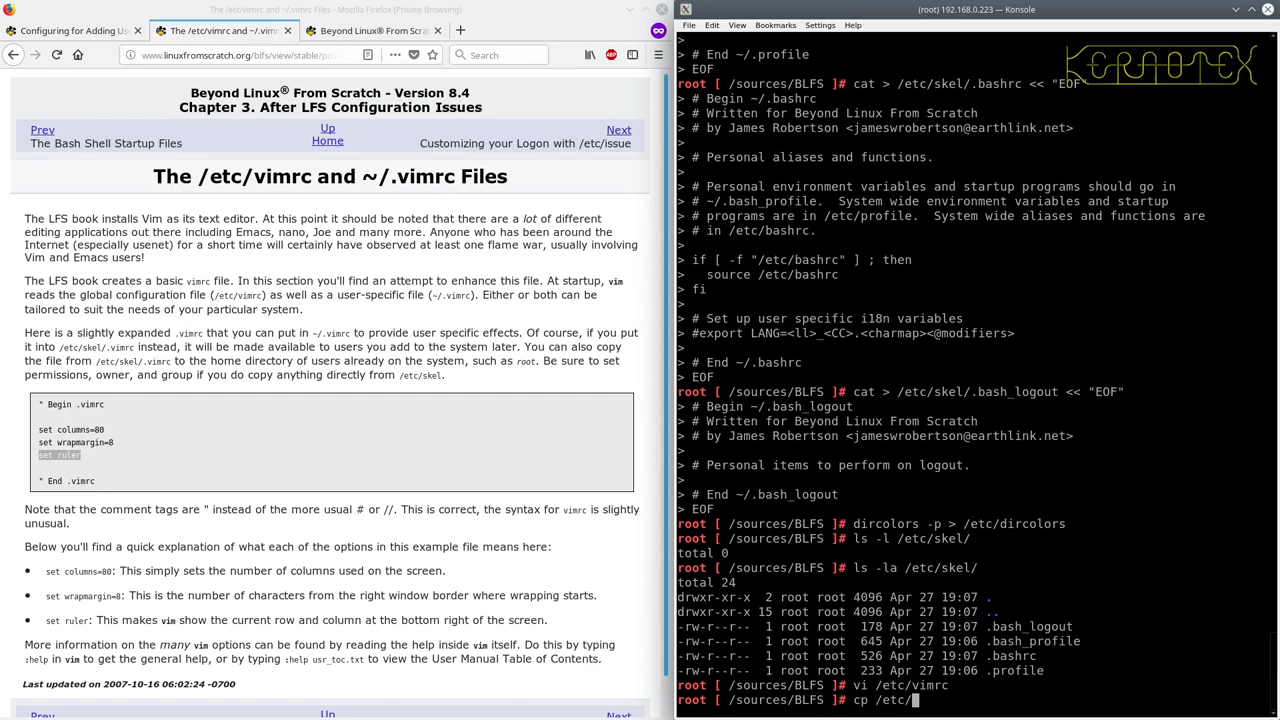 The /etc/vimrc and ~/.vimrc Files - Mozilla Firefox (Private Browsing)
Configuring for Adding Us
The /etc/vimrc and ~/.vimr
Beyond Linux® From Scrat
www.linuxfromscratch.org/blfs/view/stable/pos
Search
Beyond Linux® From Scratch - Version 8.4
Chapter 3. After LFS Configuration Issues
Prev
Up
Next
The Bash Shell Startup Files
Home
Customizing your Logon with /etc/issue
The /etc/vimrc and ~/.vimrc Files
The LFS book installs Vim as its text editor. At this point it should be noted that there are a lot of different
editing applications out there including Emacs, nano, Joe and many more. Anyone who has been around the
Internet (especially usenet) for a short time will certainly have observed at least one flame war, usually involving
Vim and Emacs users!
The LFS book creates a basic vimrc file. In this section you'll find an attempt to enhance this file. At startup, vim
reads the global configuration file (/etc/vimrc) as well as a user-specific file (~/.vimrc). Either or both can be
tailored to suit the needs of your particular system.
Here is a slightly expanded .vimrc that you can put in ~/.vimrc to provide user specific effects. Of course, if you put
it into /etc/skel/.vimrc instead, it will be made available to users you add to the system later. You can also copy
the file from /etc/skel/.vimrc to the home directory of users already on the system, such as root. Be sure to set
permissions, owner, and group if you do copy anything directly from /etc/skel.
" Begin .vimrc
set columns=80
set wrapmargin=8
set ruler
" End .vimrc
Note that the comment tags are " instead of the more usual # or //. This is correct, the syntax for vimrc is slightly
unusual.
Below you'll find a quick explanation of what each of the options in this example file means here:
• set columns=80: This simply sets the number of columns used on the screen.
• set wrapmargin=8: This is the number of characters from the right window border where wrapping starts.
• set ruler: This makes vim show the current row and column at the bottom right of the screen.
More information on the many vim options can be found by reading the help inside vim itself. Do this by typing
:help in vim to get the general help, or by typing :help usr_toc.txt to view the User Manual Table of Contents.
Prev
Up
Next
(root) 192.168.0.223 — Konsole
File Edit View Bookmarks Settings Help
KERAOTEX
>
> # End ~/.profile
> EOF
root [ /sources/BLFS ]# cat > /etc/skel/.bashrc << "EOF"
> # Begin ~/.bashrc
> # Written for Beyond Linux From Scratch
> # by James Robertson <jameswrobertson@earthlink.net>
>
> # Personal aliases and functions.
>
> # Personal environment variables and startup programs should go in
> # ~/.bash_profile.  System wide environment variables and startup
> # programs are in /etc/profile.  System wide aliases and functions are
> # in /etc/bashrc.
>
> if [ -f "/etc/bashrc" ] ; then
>   source /etc/bashrc
> fi
>
> # Set up user specific i18n variables
> #export LANG=<ll>_<CC>.<charmap><@modifiers>
>
> # End ~/.bashrc
> EOF
root [ /sources/BLFS ]# cat > /etc/skel/.bash_logout << "EOF"
> # Begin ~/.bash_logout
> # Written for Beyond Linux From Scratch
> # by James Robertson <jameswrobertson@earthlink.net>
>
> # Personal items to perform on logout.
>
> # End ~/.bash_logout
> EOF
root [ /sources/BLFS ]# dircolors -p > /etc/dircolors
root [ /sources/BLFS ]# ls -l /etc/skel/
total 0
root [ /sources/BLFS ]# ls -la /etc/skel/
total 24
drwxr-xr-x  2 root root 4096 Apr 27 19:07 .
drwxr-xr-x 15 root root 4096 Apr 27 19:07 ..
-rw-r--r--  1 root root  178 Apr 27 19:07 .bash_logout
-rw-r--r--  1 root root  645 Apr 27 19:06 .bash_profile
-rw-r--r--  1 root root  526 Apr 27 19:07 .bashrc
-rw-r--r--  1 root root  233 Apr 27 19:06 .profile
root [ /sources/BLFS ]# vi /etc/vimrc
root [ /sources/BLFS ]# cp /etc/